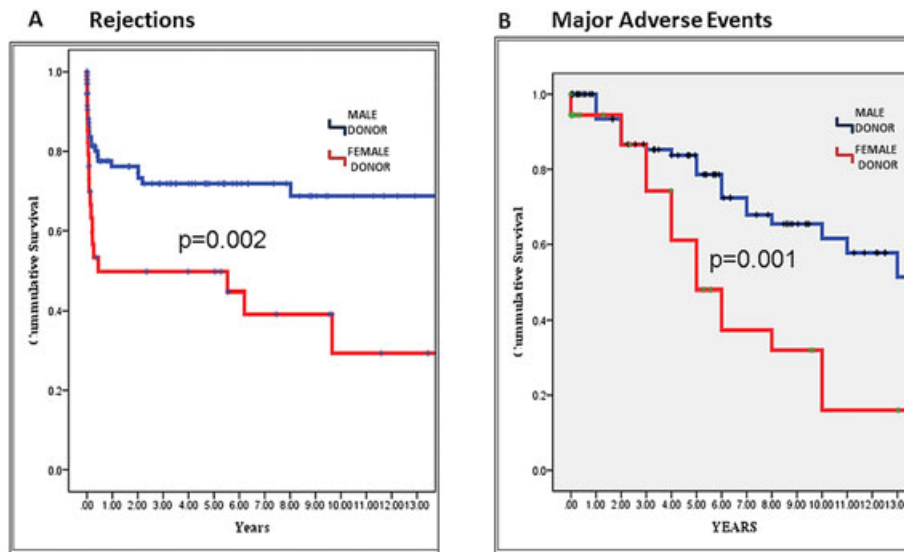 A Rejections
1.0
0.8
0.6
0.4
0.2
0.0
Cummulative Survival
MALE
DONOR
FEMALE
DONOR
p=0.002
.00 1.00 2.00 3.00 4.00 5.00 6.00 7.00 8.00 9.00 10.00 11.00 12.00 13.00
Years
B Major Adverse Events
1.0
0.8
0.6
0.4
0.2
0.0
Cummulative Survival
MALE
DONOR
FEMALE
DONOR
p=0.001
.00 1.00 2.00 3.00 4.00 5.00 6.00 7.00 8.00 9.00 10.00 11.00 12.00 13.00
YEARS